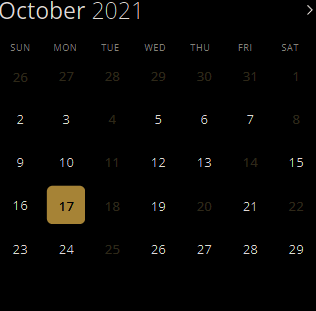 October 2021
SUN MON TUE WED THU FRI SAT
26 27 28 29 30 31 1
2 3 4 5 6 7 8
9 10 11 12 13 14 15
16 17 18 19 20 21 22
23 24 25 26 27 28 29